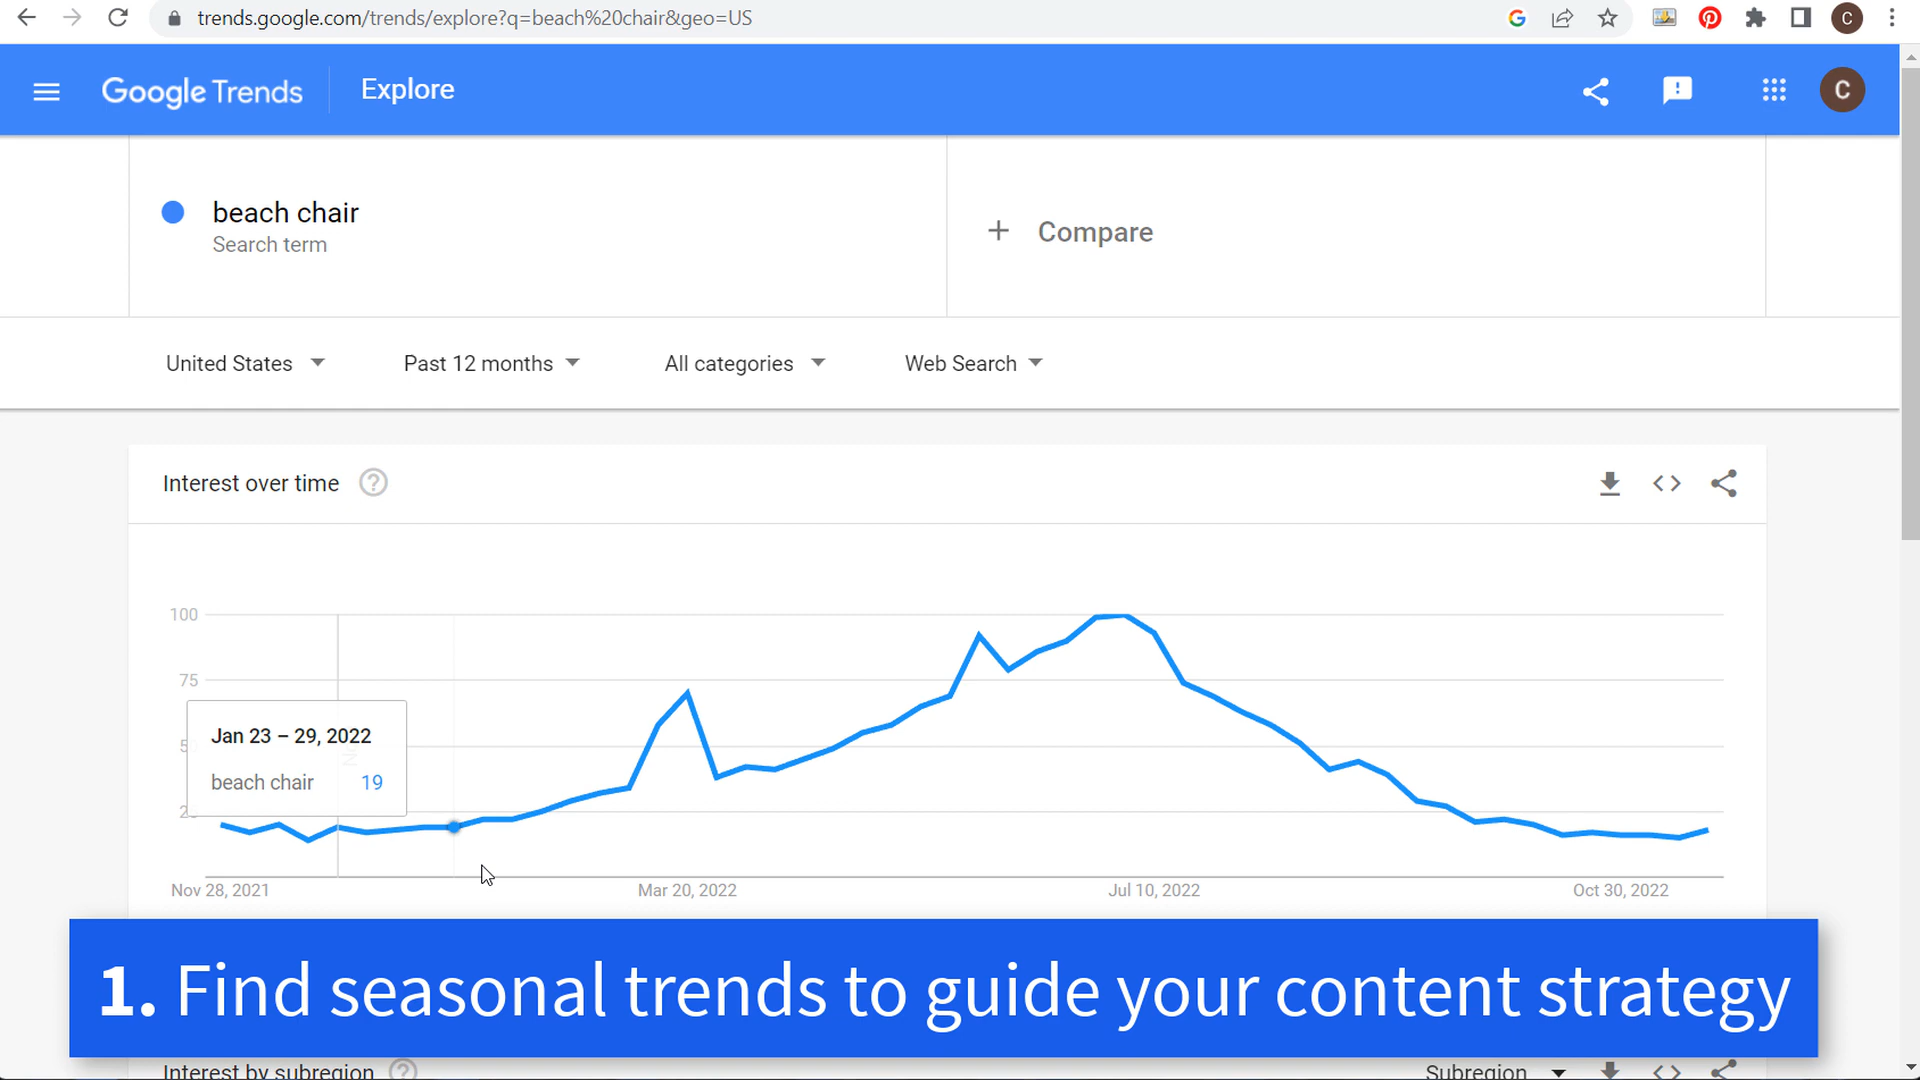 trends.google.com/trends/explore?q=beach%20chair&geo=US
C
Google Trends
Explore
C
beach chair
Search term
+ Compare
United States
Past 12 months
All categories
Web Search
Interest over time
?
100
75
Jan 23 – 29, 2022
beach chair 19
Nov 28, 2021
Mar 20, 2022
Jul 10, 2022
Oct 30, 2022
1. Find seasonal trends to guide your content strategy
Interest by subregion
?
Subregion